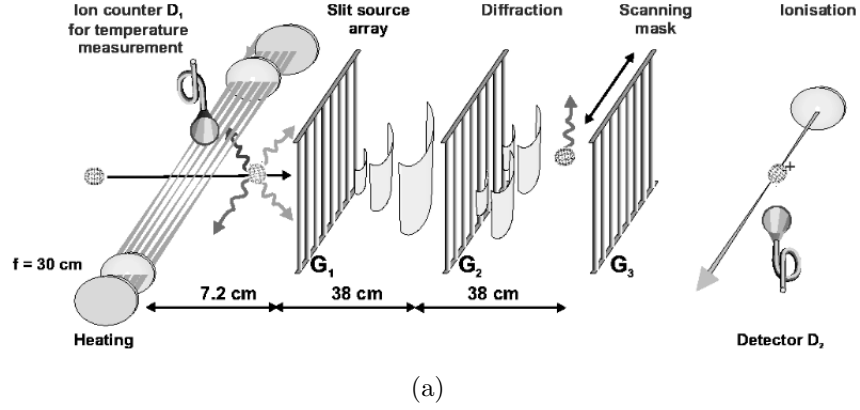 Ion counter D₁
for temperature
measurement
Slit source
array
Diffraction
Scanning
mask
Ionisation
+
f = 30 cm
G₁
G₂
G₃
7.2 cm
38 cm
38 cm
Heating
Detector D₂
(a)